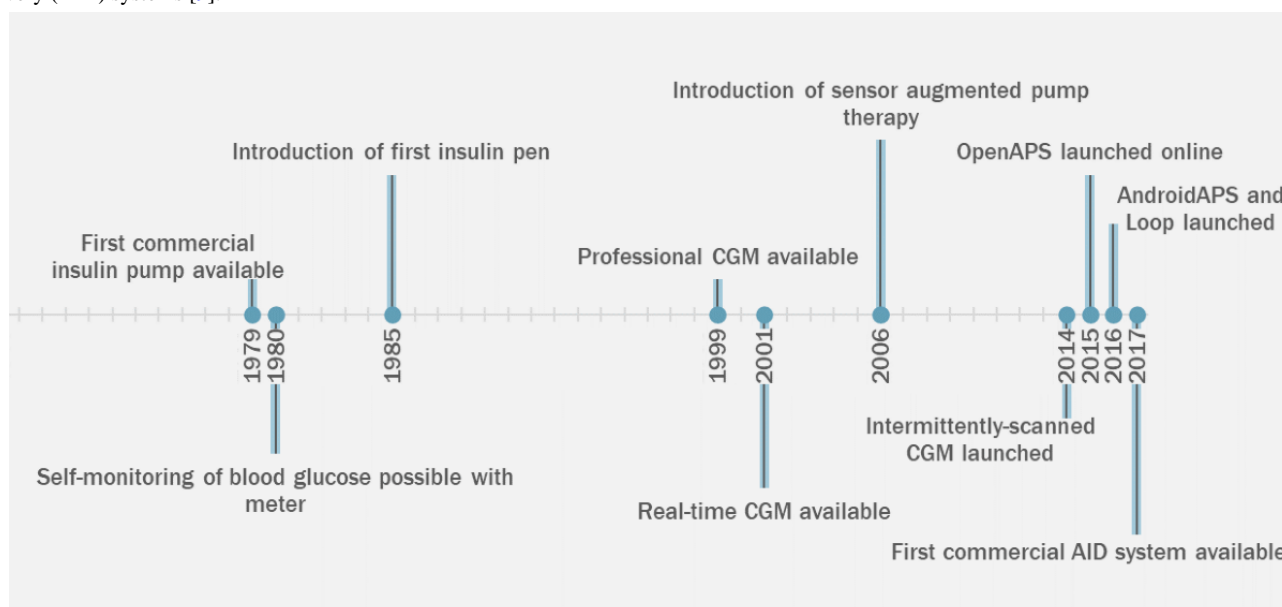 Introduction of sensor augmented pump
therapy
Introduction of first insulin pen
OpenAPS launched online
AndroidAPS and
Loop launched
First commercial
insulin pump available
Professional CGM available
1979
1980
1985
1999
2001
2006
2014
2015
2016
2017
Intermittently-scanned
CGM launched
Self-monitoring of blood glucose possible with
meter
Real-time CGM available
First commercial AID system available